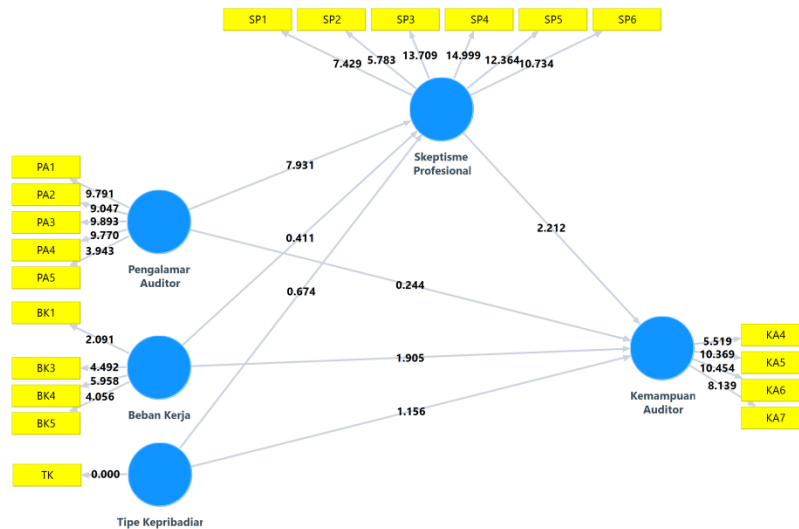 SP1 SP2 SP3 SP4 SP5 SP6
7.429 5.783 13.709 14.999 12.364 10.734
Skeptisme
Profesional
PA1
PA2
PA3
PA4
PA5
9.791
9.047
9.893
9.770
3.943
Pengalamar
Auditor
7.931
0.411
0.674
2.212
0.244
1.905
1.156
BK1
BK3
BK4
BK5
2.091
4.492
5.958
4.056
Beban Kerja
TK
0.000
Tipe Kepribadiar
Kemampuan
Auditor
5.519
10.369
10.454
8.139
KA4
KA5
KA6
KA7